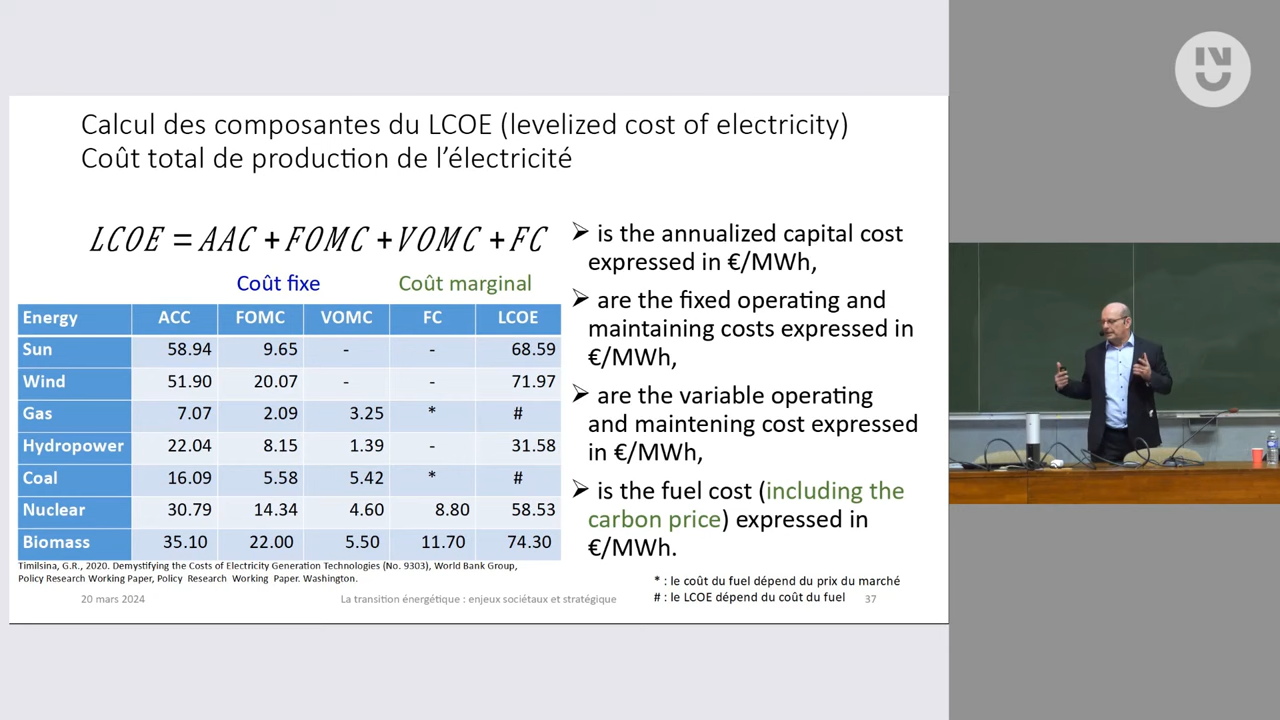 Calcul des composantes du LCOE (levelized cost of electricity)
Coût total de production de l’électricité
LCOE = AAC + FOMC + VOMC + FC
Coût fixe Coût marginal
Energy ACC FOMC VOMC FC LCOE
Sun 58.94 9.65 - - 68.59
Wind 51.90 20.07 - - 71.97
Gas 7.07 2.09 3.25 * #
Hydropower 22.04 8.15 1.39 - 31.58
Coal 16.09 5.58 5.42 * #
Nuclear 30.79 14.34 4.60 8.80 58.53
Biomass 35.10 22.00 5.50 11.70 74.30
Timilsina, G.R., 2020. Demystifying the Costs of Electricity Generation Technologies (No. 9303), World Bank Group,
Policy Research Working Paper, Policy Research Working Paper. Washington.
➢ is the annualized capital cost
expressed in €/MWh,
➢ are the fixed operating and
maintaining costs expressed in
€/MWh,
➢ are the variable operating
and maintening cost expressed
in €/MWh,
➢ is the fuel cost (including the
carbon price) expressed in
€/MWh.
* : le coût du fuel dépend du prix du marché
# : le LCOE dépend du coût du fuel
20 mars 2024 La transition énergétique : enjeux sociétaux et stratégique 37